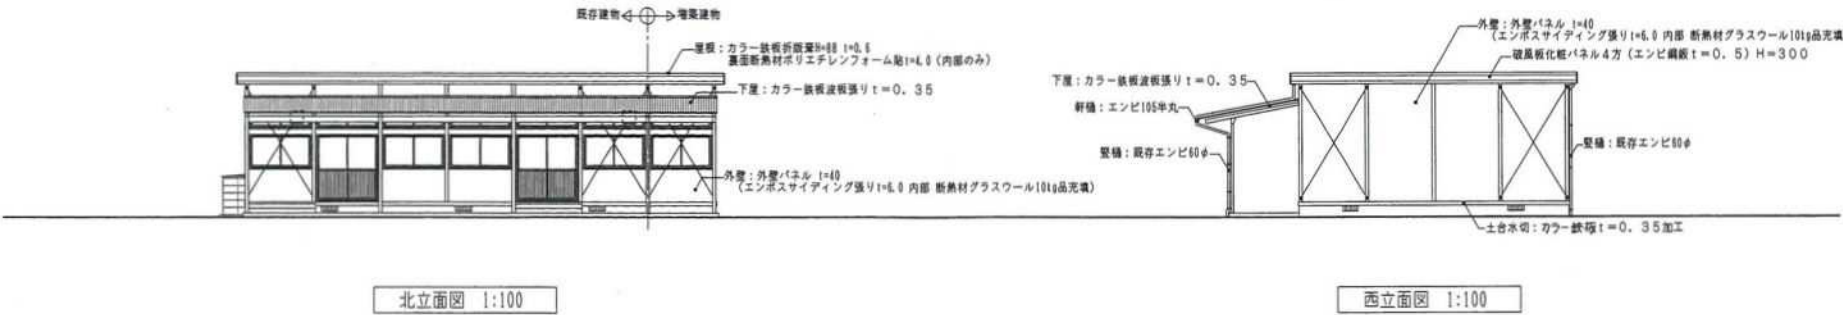 既存建物 増築建物
屋根：カラー鉄板折版葺H=88 t=0.6
裏面断熱材ポリエチレンフォーム貼t=4.0（内部のみ）
下屋：カラー鉄板波板張りt＝0．35
外壁：外壁パネル t=40
（エンボスサイディング張りt=6.0 内部 断熱材グラスウール10kg品充填）
北立面図 1:100
外壁：外壁パネル t=40
（エンボスサイディング張りt=6.0 内部 断熱材グラスウール10kg品充填
破風板化粧パネル4方（エンビ鋼鈑t＝0．5）H＝300
下屋：カラー鉄板波板張りt＝0．35
軒樋：エンビ105半丸
竪樋：既存エンビ60φ
竪樋：既存エンビ60φ
土台水切：カラー鉄板t＝0．35加工
西立面図 1:100